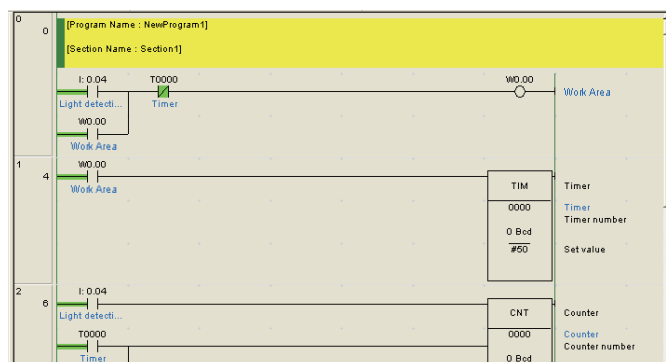 0
0
[Program Name : NewProgram1]
[Section Name : Section1]
I: 0.04 T0000 W0.00
Work Area
Light detecti... Timer
W0.00
Work Area
1
4
W0.00
Work Area
TIM Timer
0000 Timer
Timer number
0 Bcd
#50 Set value
2
6
I: 0.04
Light detecti...
CNT Counter
T0000 0000 Counter
Counter number
Timer 0 Bcd